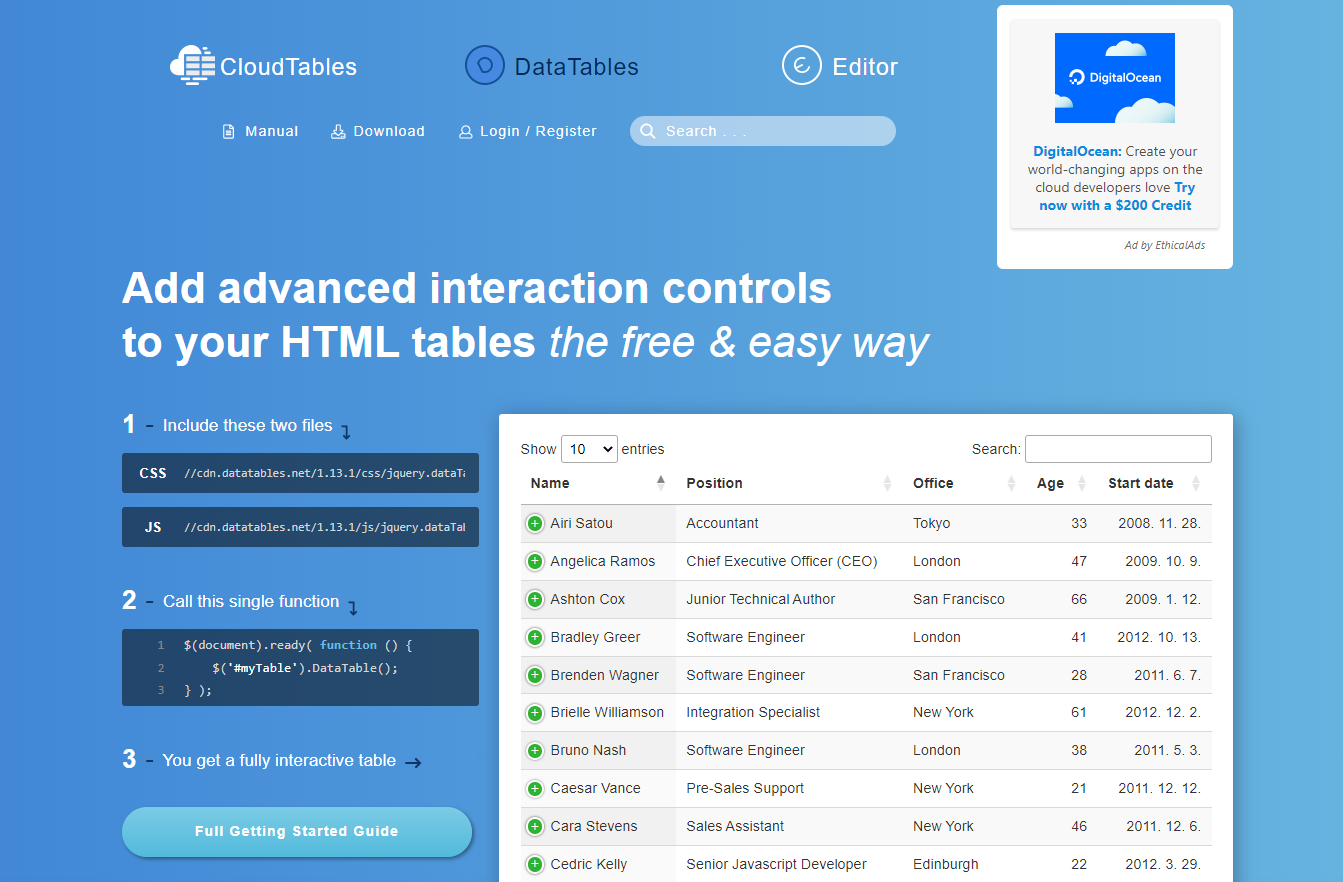 CloudTables
DataTables
Editor
Manual
Download
Login / Register
Search . . .
DigitalOcean
DigitalOcean: Create your
world-changing apps on the
cloud developers love Try
now with a $200 Credit
Ad by EthicalAds
Add advanced interaction controls
to your HTML tables the free & easy way
1 - Include these two files
CSS //cdn.datatables.net/1.13.1/css/jquery.dataTa
JS //cdn.datatables.net/1.13.1/js/jquery.dataTab
2 - Call this single function
1 $(document).ready( function () {
2 $('#myTable').DataTable();
3 } );
3 - You get a fully interactive table
Full Getting Started Guide
Show 10 entries Search:
Name Position Office Age Start date
Airi Satou Accountant Tokyo 33 2008. 11. 28.
Angelica Ramos Chief Executive Officer (CEO) London 47 2009. 10. 9.
Ashton Cox Junior Technical Author San Francisco 66 2009. 1. 12.
Bradley Greer Software Engineer London 41 2012. 10. 13.
Brenden Wagner Software Engineer San Francisco 28 2011. 6. 7.
Brielle Williamson Integration Specialist New York 61 2012. 12. 2.
Bruno Nash Software Engineer London 38 2011. 5. 3.
Caesar Vance Pre-Sales Support New York 21 2011. 12. 12.
Cara Stevens Sales Assistant New York 46 2011. 12. 6.
Cedric Kelly Senior Javascript Developer Edinburgh 22 2012. 3. 29.